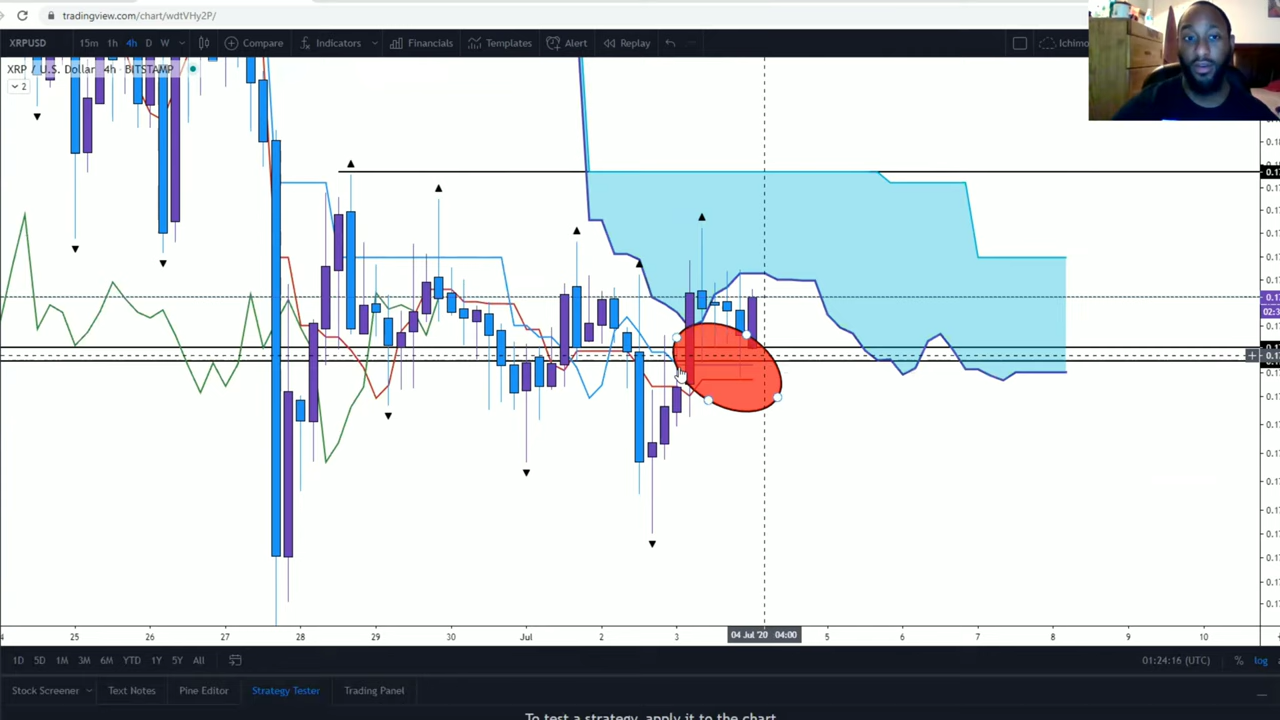 tradingview.com/chart/wdtVHy2P/
XRPUSD 15m 1h 4h D W Compare Indicators Financials Templates Alert Replay Ichimo
XRP / U.S. Dollar 4h BITSTAMP
2
25 26 27 28 29 30 Jul 2 3 04 Jul '20 04:00 5 6 7 8 9 10
1D 5D 1M 3M 6M YTD 1Y 5Y All 01:24:16 (UTC) % log
Stock Screener Text Notes Pine Editor Strategy Tester Trading Panel
To test a strategy, apply it to the chart